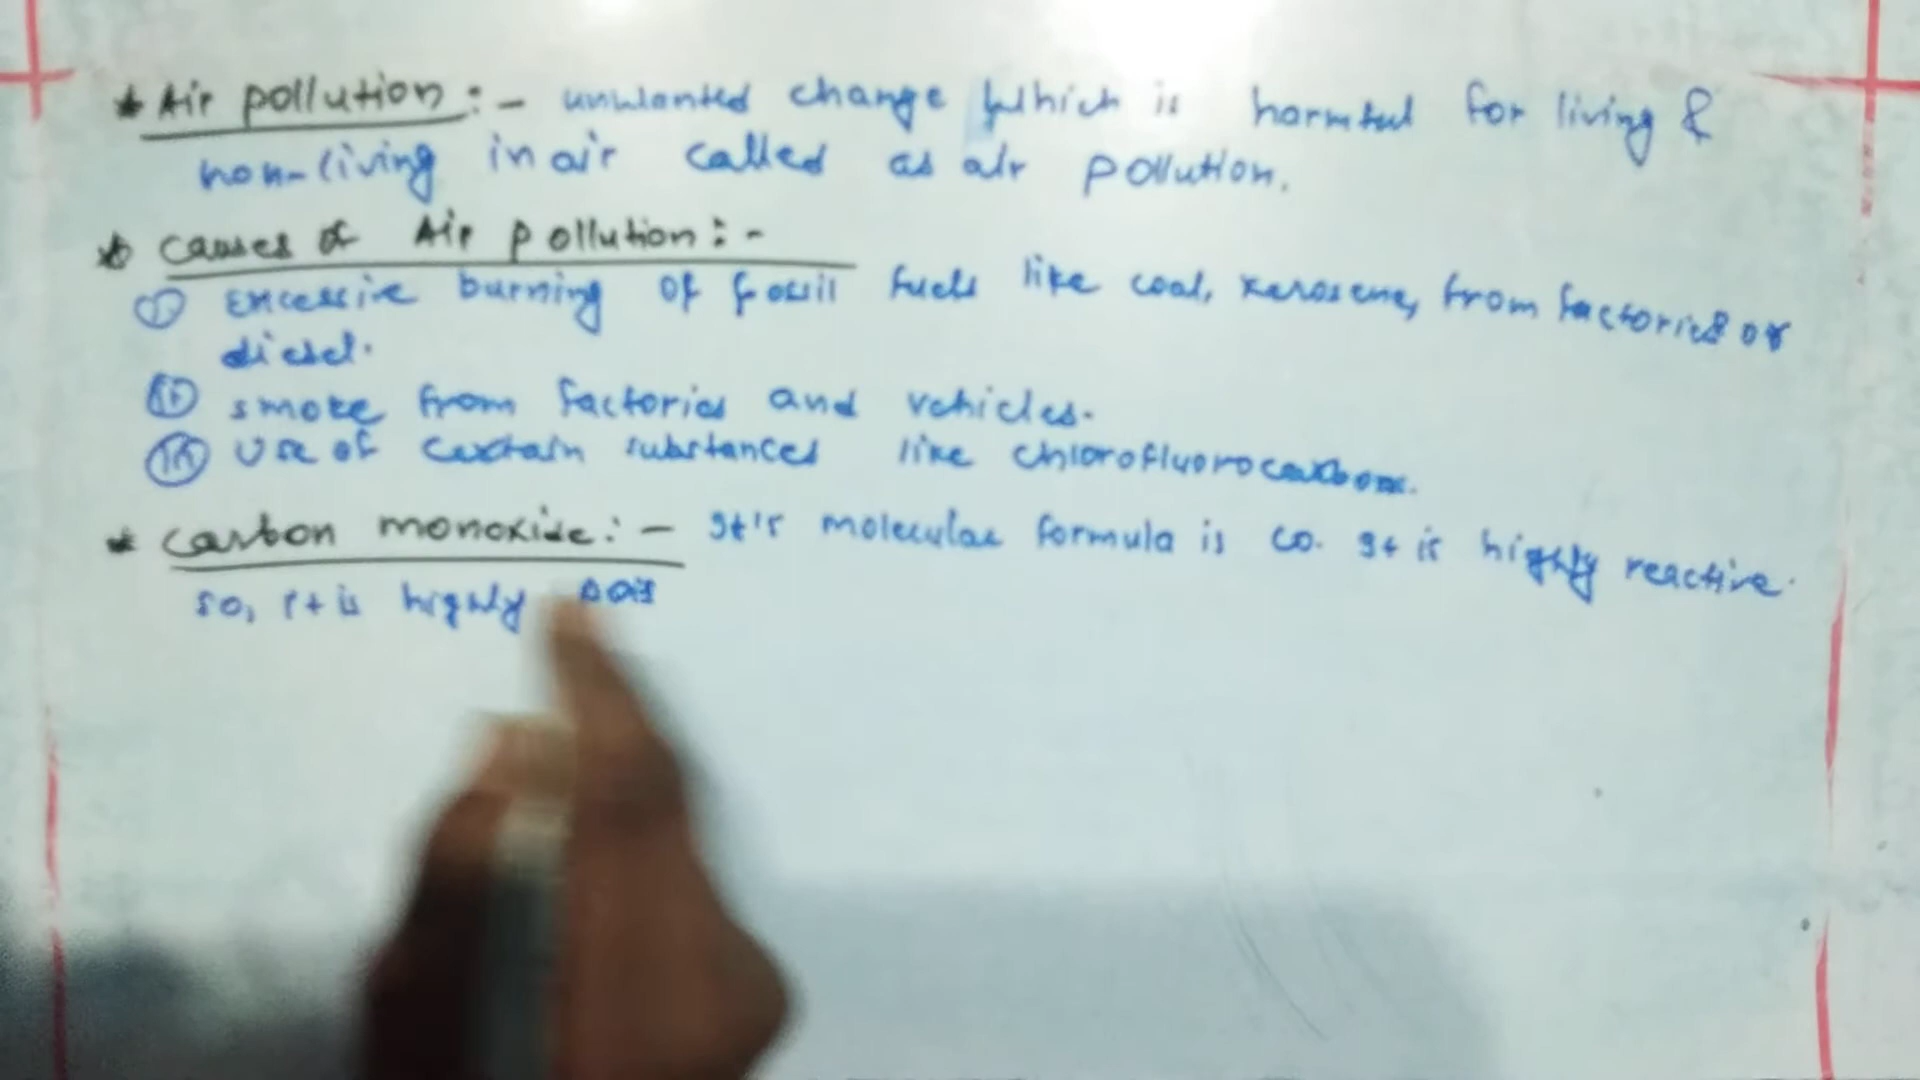 * Air pollution :- unwanted change which is harmful for living &
non-living in air called as air pollution.
* Causes of Air pollution :-
(i) Excessive burning of fossil fuels like coal, kerosene, from factories or
diesel.
(ii) smoke from factories and vehicles.
(iii) Use of certain substances like chlorofluorocarbons.
* Carbon monoxide :- It's molecular formula is CO. It is highly reactive.
so, it is highly pois